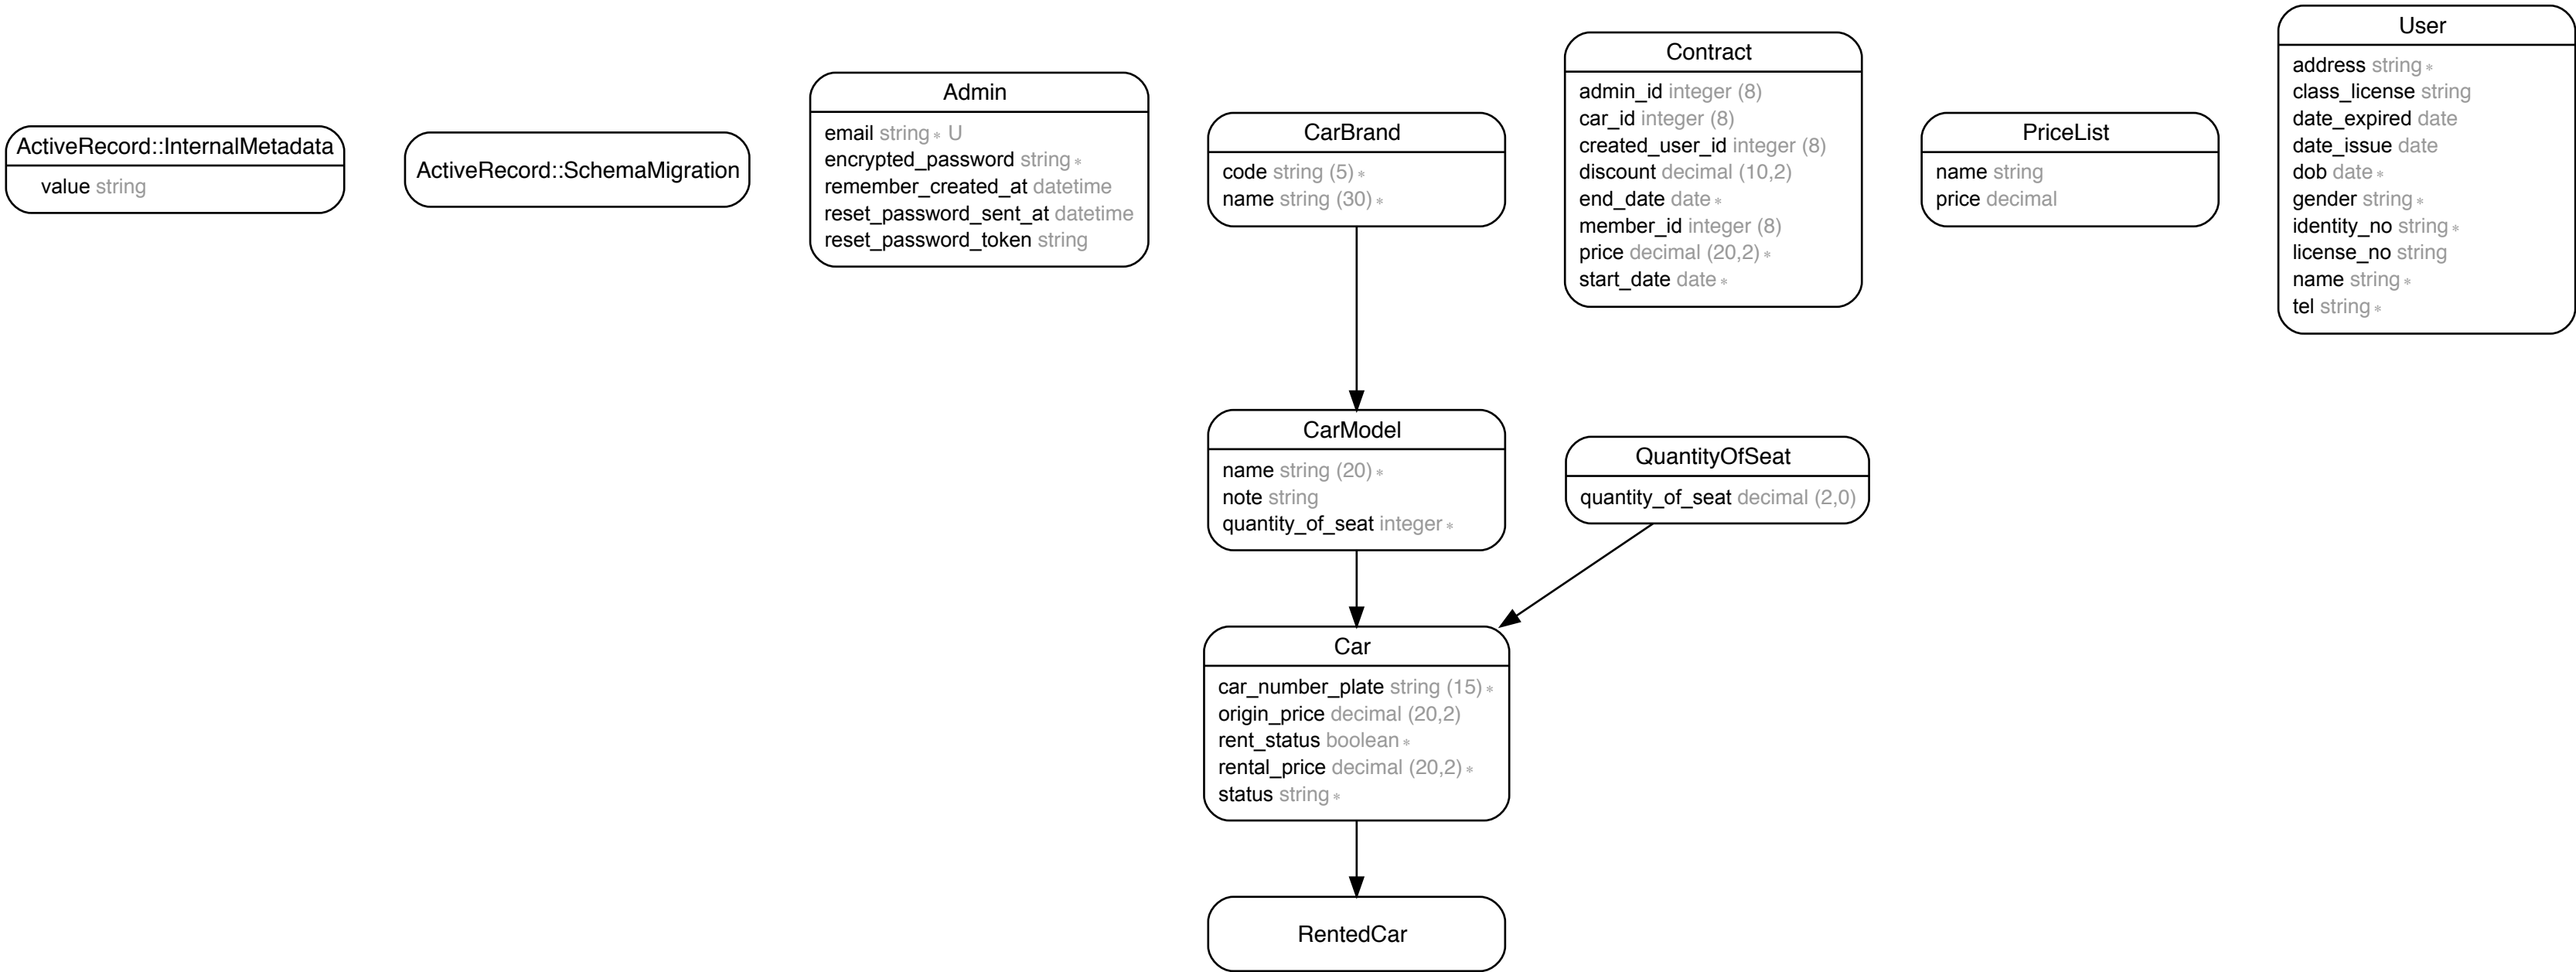 ActiveRecord::InternalMetadata
value string
ActiveRecord::SchemaMigration
Admin
email string ∗ U
encrypted_password string ∗
remember_created_at datetime
reset_password_sent_at datetime
reset_password_token string
CarBrand
code string (5) ∗
name string (30) ∗
Contract
admin_id integer (8)
car_id integer (8)
created_user_id integer (8)
discount decimal (10,2)
end_date date ∗
member_id integer (8)
price decimal (20,2) ∗
start_date date ∗
PriceList
name string
price decimal
User
address string ∗
class_license string
date_expired date
date_issue date
dob date ∗
gender string ∗
identity_no string ∗
license_no string
name string ∗
tel string ∗
CarModel
name string (20) ∗
note string
quantity_of_seat integer ∗
QuantityOfSeat
quantity_of_seat decimal (2,0)
Car
car_number_plate string (15) ∗
origin_price decimal (20,2)
rent_status boolean ∗
rental_price decimal (20,2) ∗
status string ∗
RentedCar